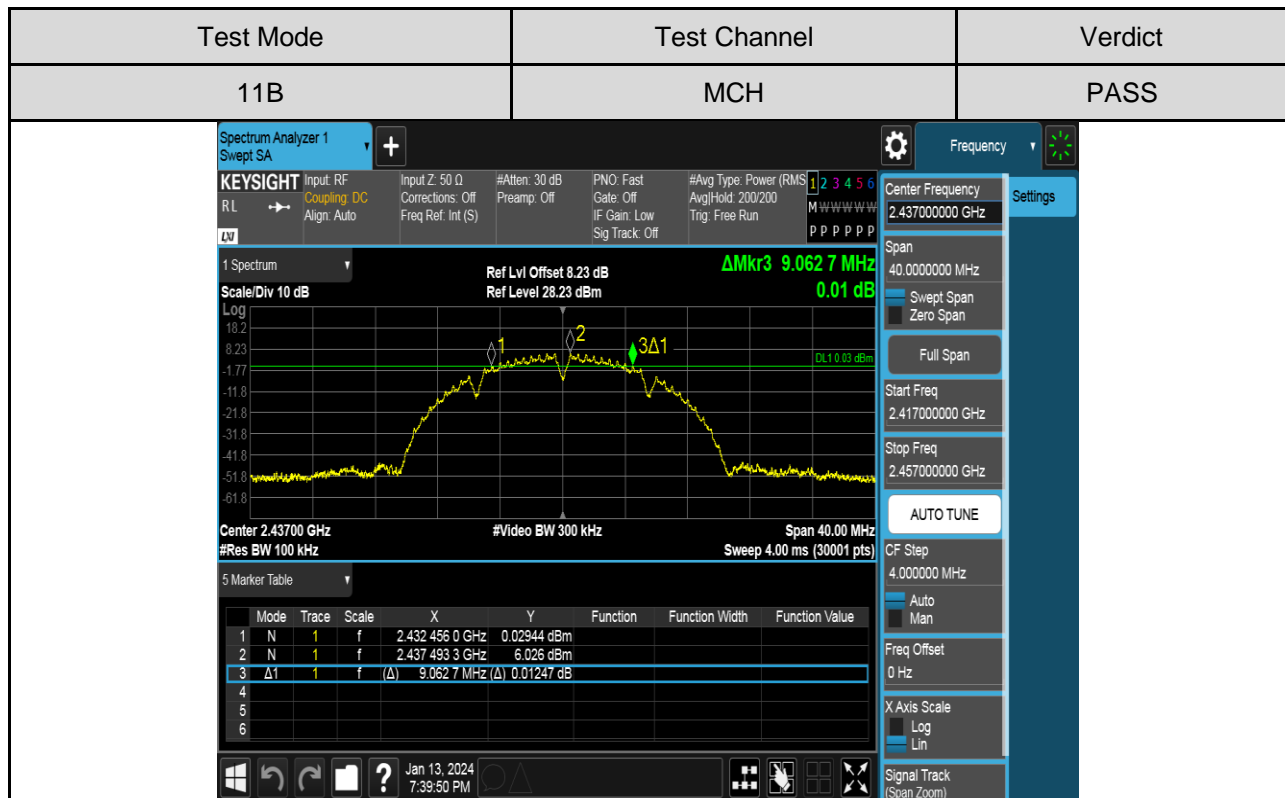 Test Mode Test Channel Verdict
11B MCH PASS
Spectrum Analyzer 1
Swept SA
+
Frequency
KEYSIGHT Input: RF Input Z: 50 Ω #Atten: 30 dB PNO: Fast #Avg Type: Power (RMS 1 2 3 4 5 6
RL Coupling: DC Corrections: Off Preamp: Off Gate: Off Avg|Hold: 200/200 M W W W W W
Align: Auto Freq Ref: Int (S) IF Gain: Low Trig: Free Run
LXI Sig Track: Off P P P P P P
Center Frequency
2.437000000 GHz
Settings
Span
40.0000000 MHz
Swept Span
Zero Span
Full Span
Start Freq
2.417000000 GHz
Stop Freq
2.457000000 GHz
AUTO TUNE
CF Step
4.000000 MHz
Auto
Man
Freq Offset
0 Hz
X Axis Scale
Log
Lin
Signal Track
(Span Zoom)
1 Spectrum Ref Lvl Offset 8.23 dB ΔMkr3 9.062 7 MHz
Scale/Div 10 dB Ref Level 28.23 dBm 0.01 dB
Log
18.2
8.23
-1.77
-11.8
-21.8
-31.8
-41.8
-51.8
-61.8
1
2
3Δ1
DL1 0.03 dBm
Center 2.43700 GHz #Video BW 300 kHz Span 40.00 MHz
#Res BW 100 kHz Sweep 4.00 ms (30001 pts)
5 Marker Table
Mode Trace Scale X Y Function Function Width Function Value
1 N 1 f 2.432 456 0 GHz 0.02944 dBm
2 N 1 f 2.437 493 3 GHz 6.026 dBm
3 Δ1 1 f (Δ) 9.062 7 MHz (Δ) 0.01247 dB
4
5
6
? Jan 13, 2024
7:39:50 PM